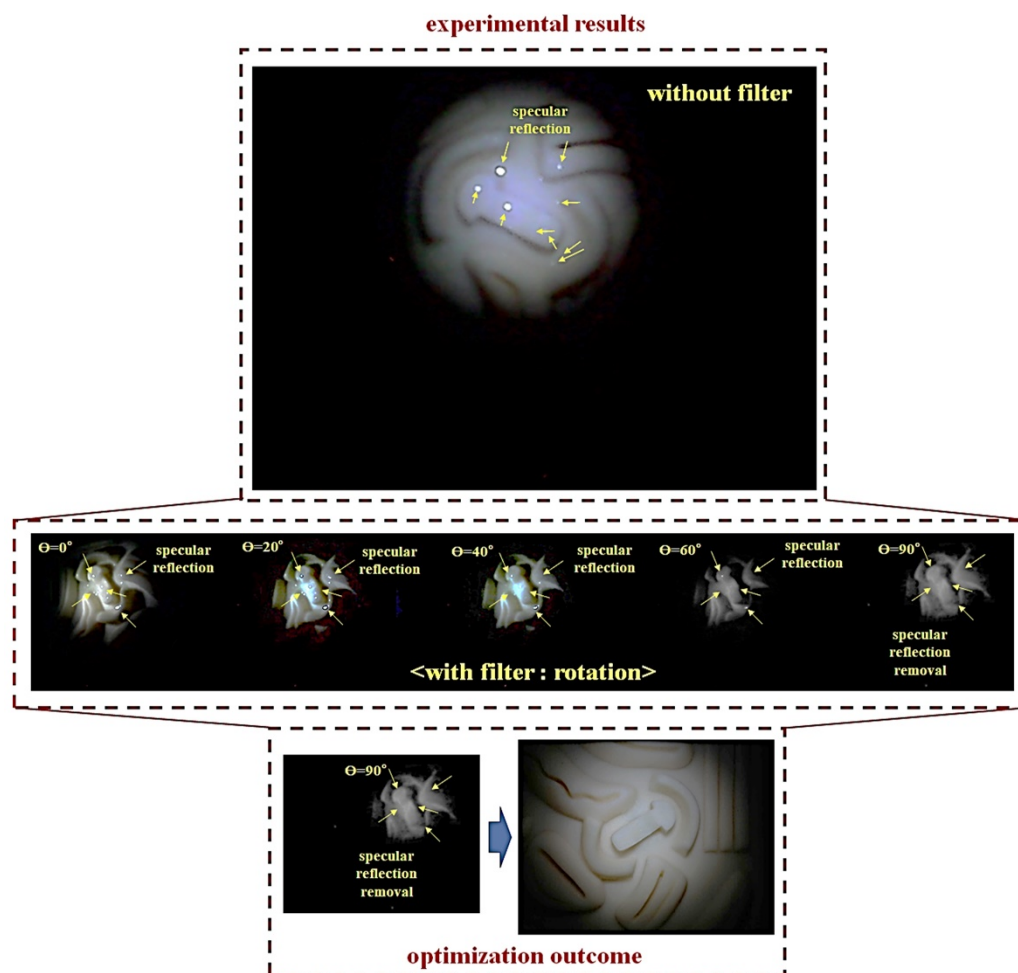 experimental results
without filter
specular
reflection
Ɵ=0°
specular
reflection
Ɵ=20°
specular
reflection
Ɵ=40°
specular
reflection
Ɵ=60°
specular
reflection
Ɵ=90°
specular
reflection
removal
<with filter : rotation>
Ɵ=90°
specular
reflection
removal
optimization outcome